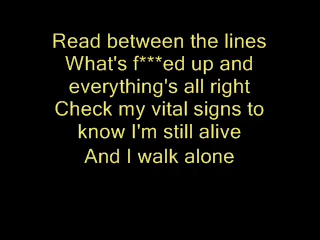 Read between the lines
What's f***ed up and
everything's all right
Check my vital signs to
know I'm still alive
And I walk alone